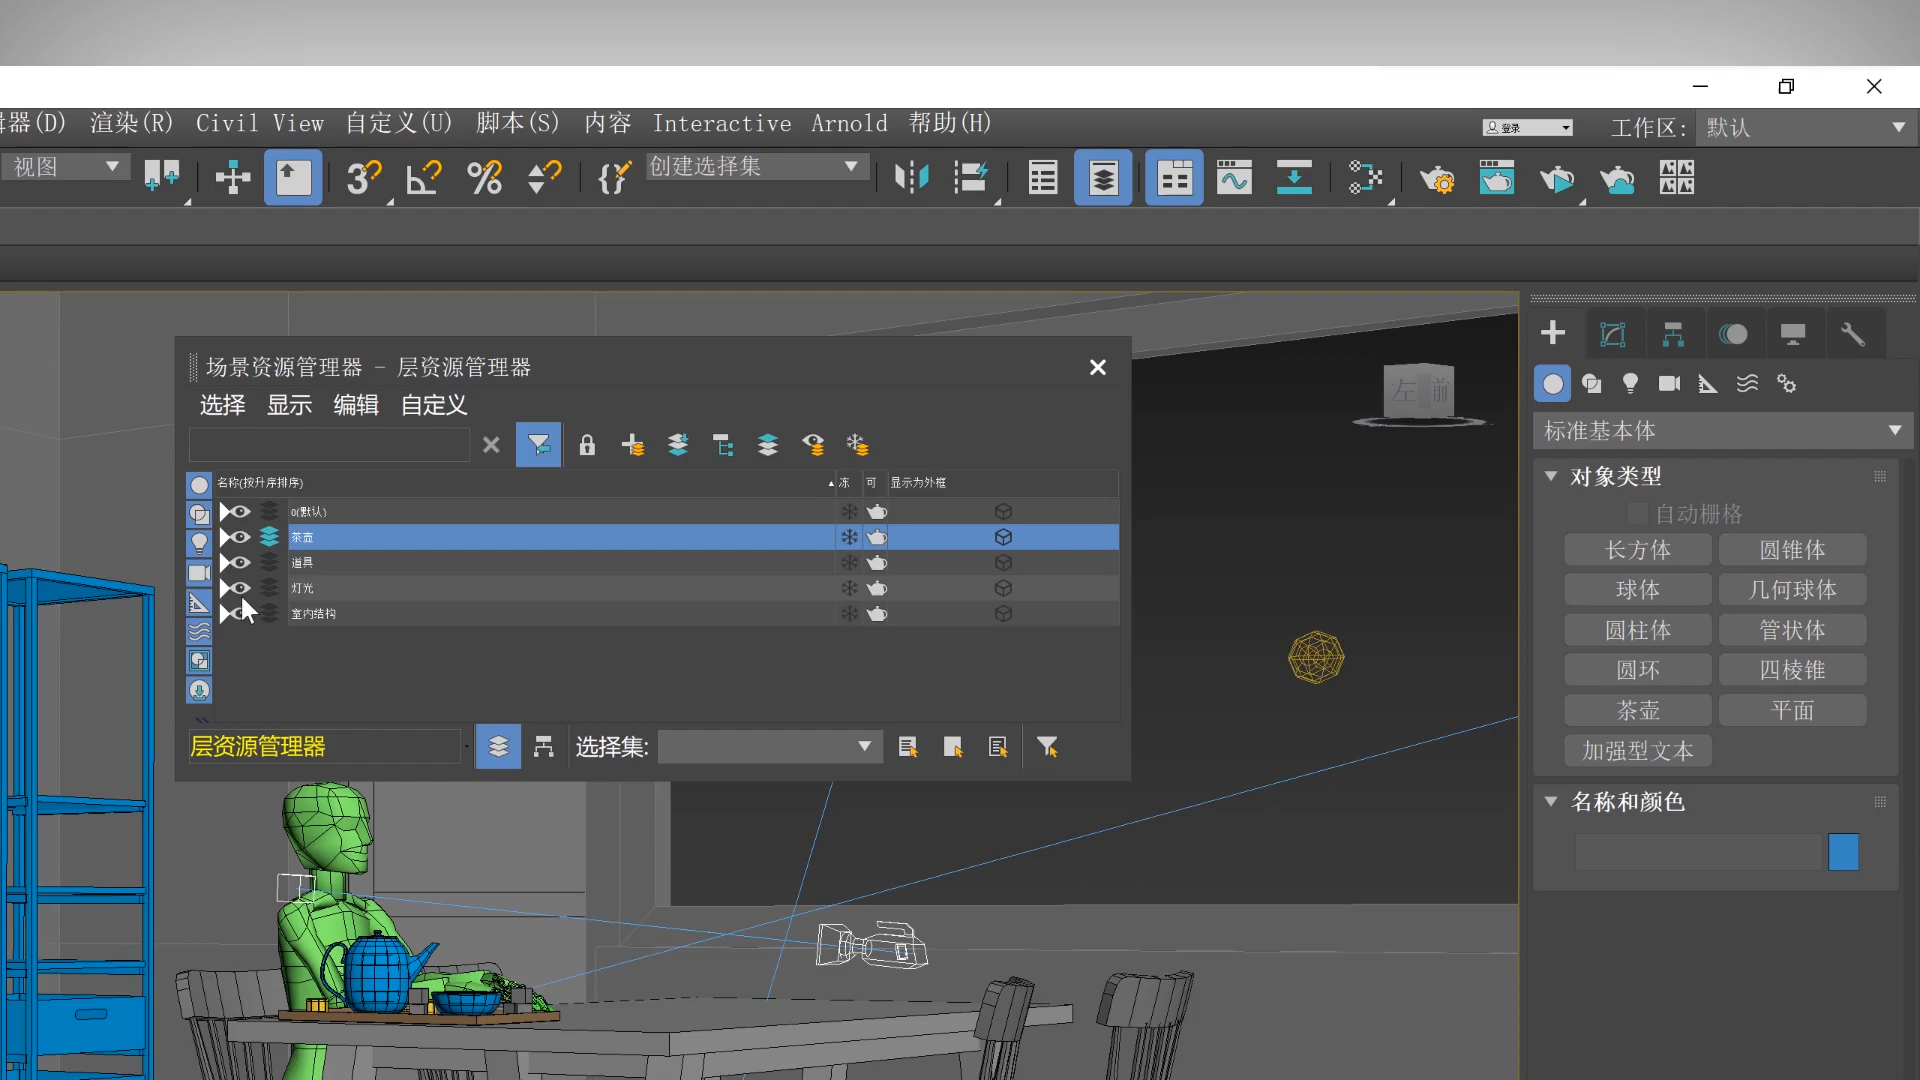 辑器(D) 渲染(R) Civil View 自定义(U) 脚本(S) 内容 Interactive Arnold 帮助(H)
登录
工作区: 默认
视图
3
创建选择集
场景资源管理器 - 层资源管理器
选择 显示 编辑 自定义
名称(按升序排序) 冻 可 显示为外框
0(默认)
茶壶
道具
灯光
室内结构
层资源管理器
选择集:
左 前
标准基本体
对象类型
自动栅格
长方体 圆锥体
球体 几何球体
圆柱体 管状体
圆环 四棱锥
茶壶 平面
加强型文本
名称和颜色